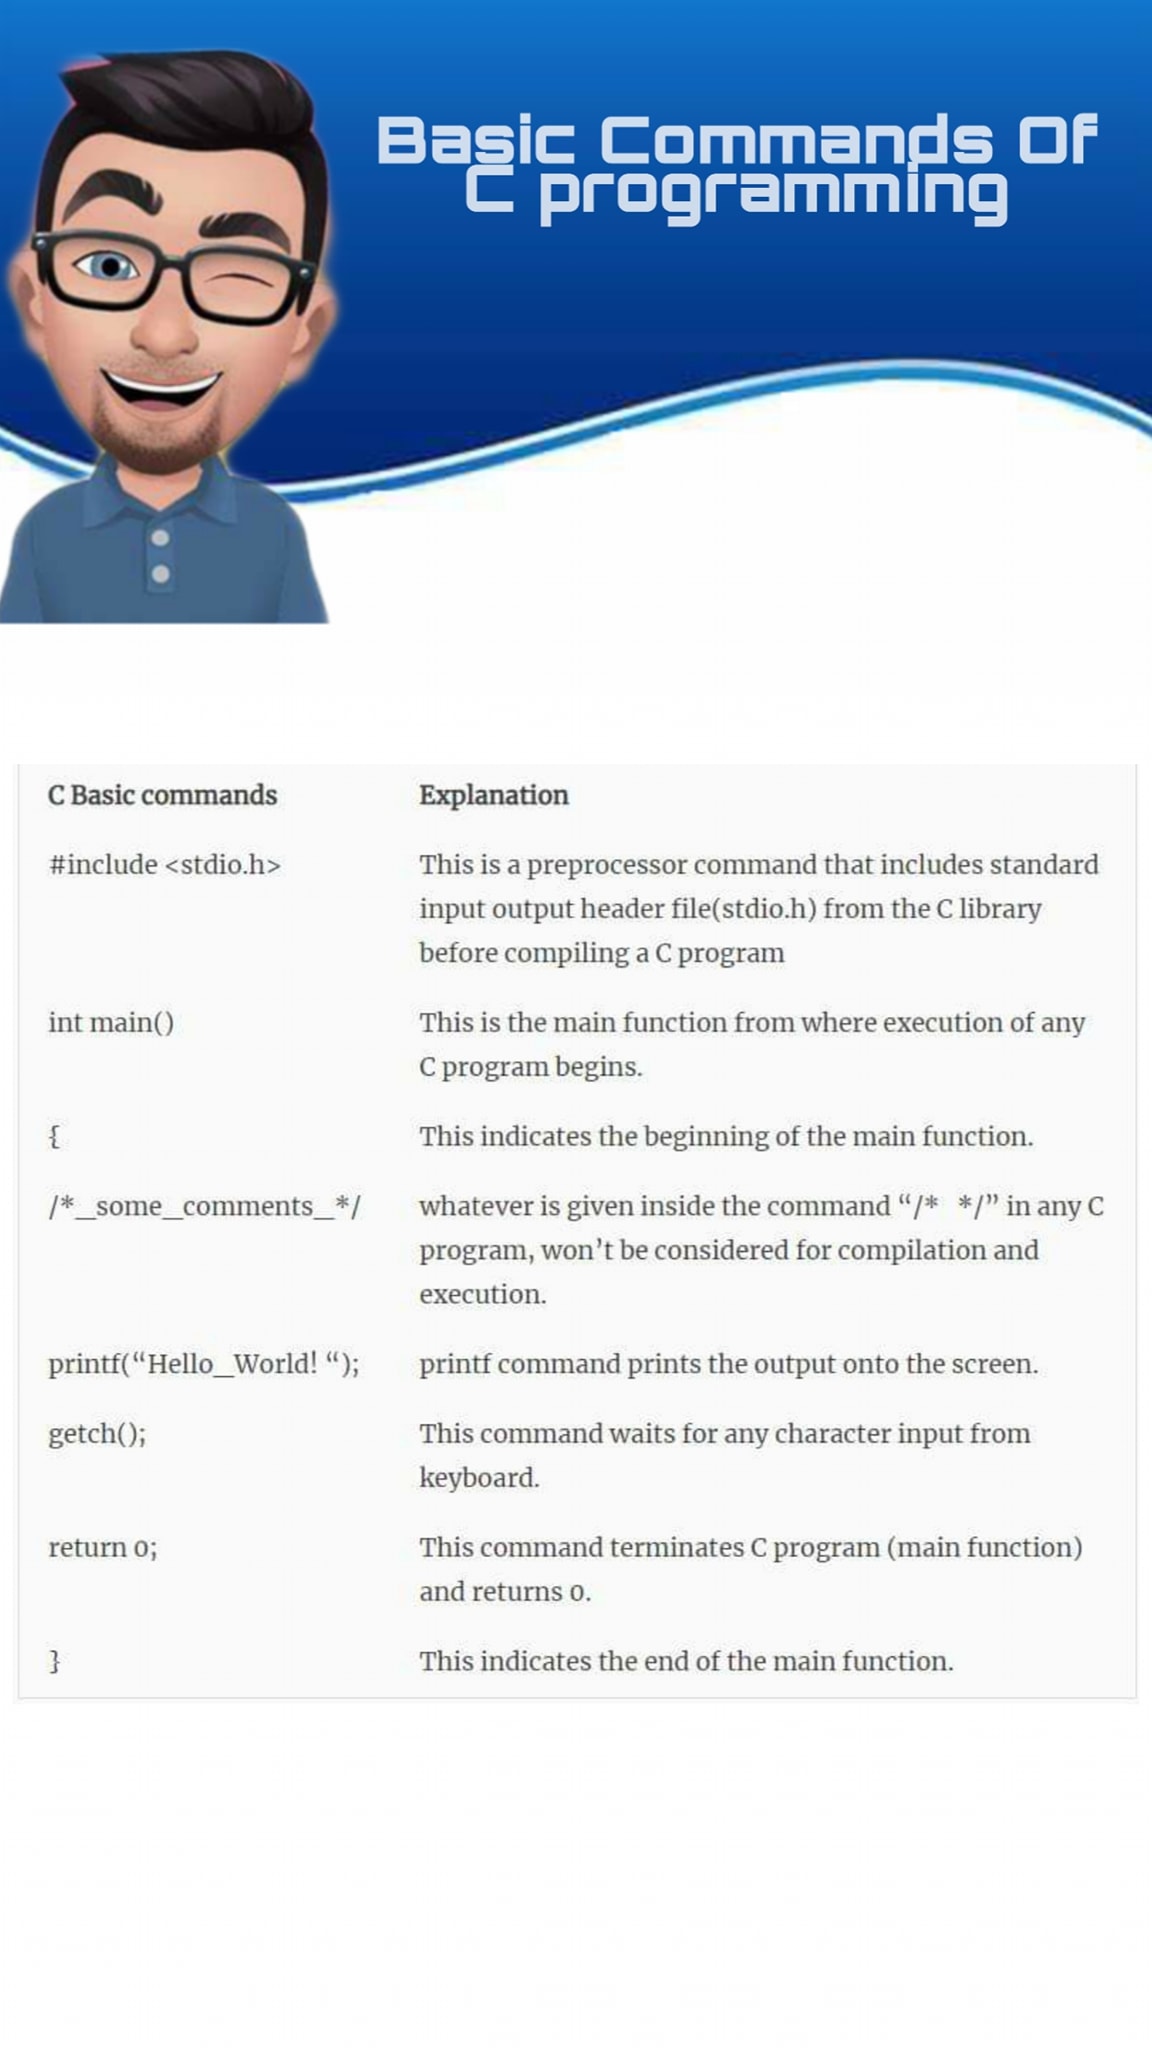 Basic Commands Of
C programming
C Basic commands
Explanation
#include <stdio.h>
This is a preprocessor command that includes standard
input output header file(stdio.h) from the C library
before compiling a C program
int main()
This is the main function from where execution of any
C program begins.
{
This indicates the beginning of the main function.
/*_some_comments_*/
whatever is given inside the command “/*   */” in any C
program, won’t be considered for compilation and
execution.
printf(“Hello_World! “);
printf command prints the output onto the screen.
getch();
This command waits for any character input from
keyboard.
return 0;
This command terminates C program (main function)
and returns 0.
}
This indicates the end of the main function.